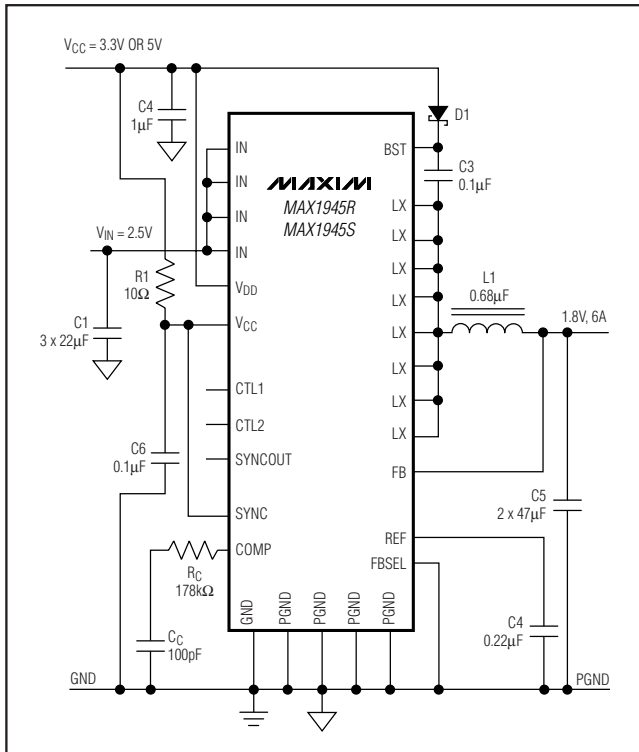 VCC = 3.3V OR 5V
C4
1µF
D1
BST
C3
0.1µF
IN
IN
IN
IN
MAXIM
MAX1945R
MAX1945S
LX
LX
LX
LX
LX
LX
LX
LX
VIN = 2.5V
R1
10Ω
VDD
VCC
C1
3 x 22µF
L1
0.68µF
1.8V, 6A
CTL1
CTL2
SYNCOUT
C6
0.1µF
FB
C5
2 x 47µF
SYNC
COMP
RC
178kΩ
REF
FBSEL
CC
100pF
GND
PGND
PGND
PGND
PGND
C4
0.22µF
GND
PGND